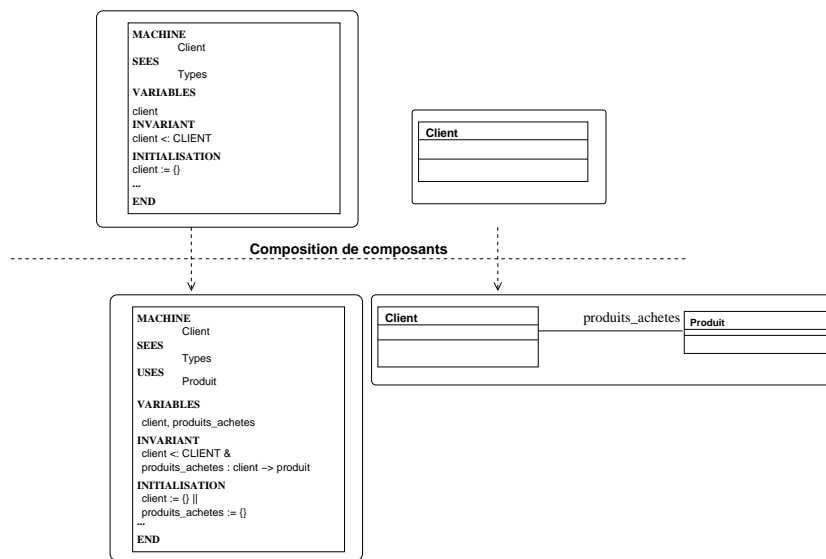 MACHINE
Client
SEES
Types
VARIABLES
client
INVARIANT
client <: CLIENT
INITIALISATION
client := {}
...
END
Client
Composition de composants
MACHINE
Client
SEES
Types
USES
Produit
VARIABLES
client, produits_achetes
INVARIANT
client <: CLIENT &
produits_achetes : client −> produit
INITIALISATION
client := {} ||
produits_achetes := {}
...
END
Client
produits_achetes
Produit